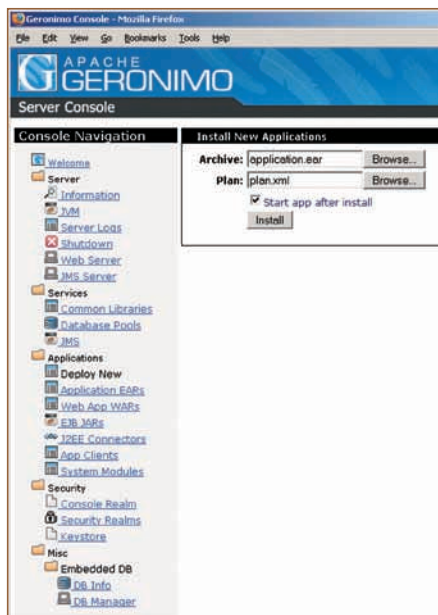 Geronimo Console - Mozilla Firefox
File Edit View Go Bookmarks Tools Help
APACHE
GERONIMO
Server Console
Console Navigation
Welcome
Server
Information
JVM
Server Logs
Shutdown
Web Server
JMS Server
Services
Common Libraries
Database Pools
JMS
Applications
Deploy New
Application EARs
Web App WARs
EJB JARs
J2EE Connectors
App Clients
System Modules
Security
Console Realm
Security Realms
Keystore
Misc
Embedded DB
DB Info
DB Manager
Install New Applications
Archive: application.ear Browse...
Plan: plan.xml Browse...
Start app after install
Install